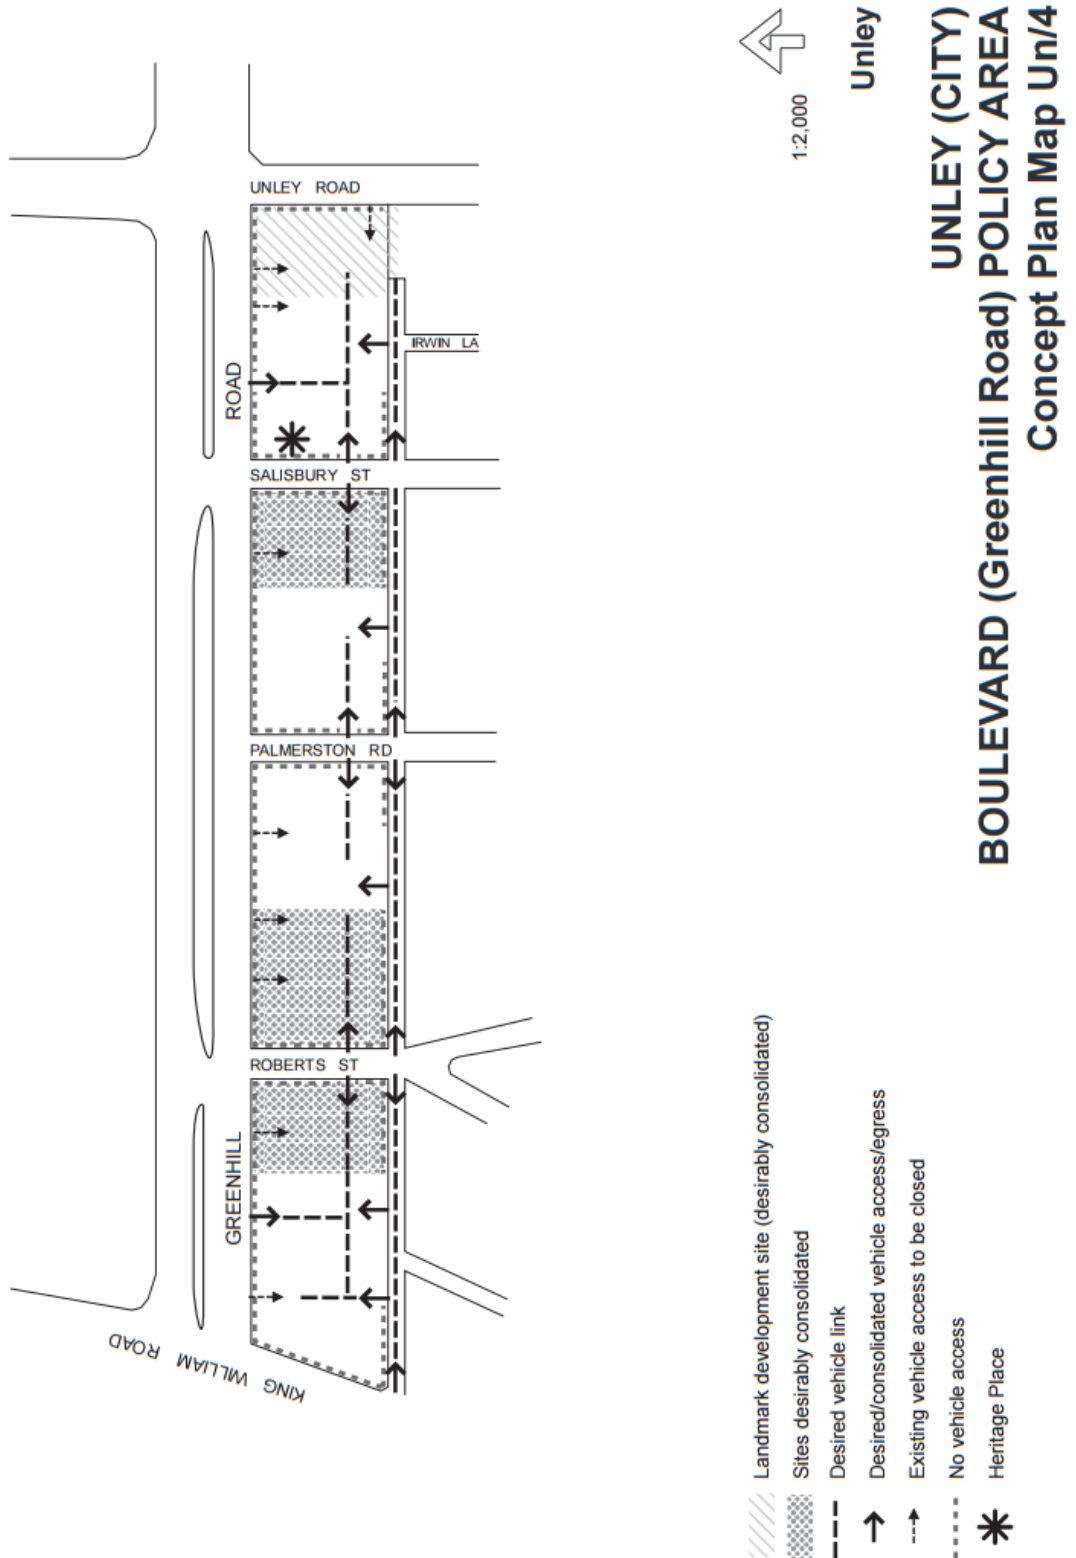 UNLEY ROAD
IRWIN LA
ROAD
SALISBURY ST
PALMERSTON RD
ROBERTS ST
GREENHILL
KING WILLIAM ROAD
1:2,000
Unley
UNLEY (CITY)
BOULEVARD (Greenhill Road) POLICY AREA
Concept Plan Map Un/4
Landmark development site (desirably consolidated)
Sites desirably consolidated
Desired vehicle link
Desired/consolidated vehicle access/egress
Existing vehicle access to be closed
No vehicle access
Heritage Place